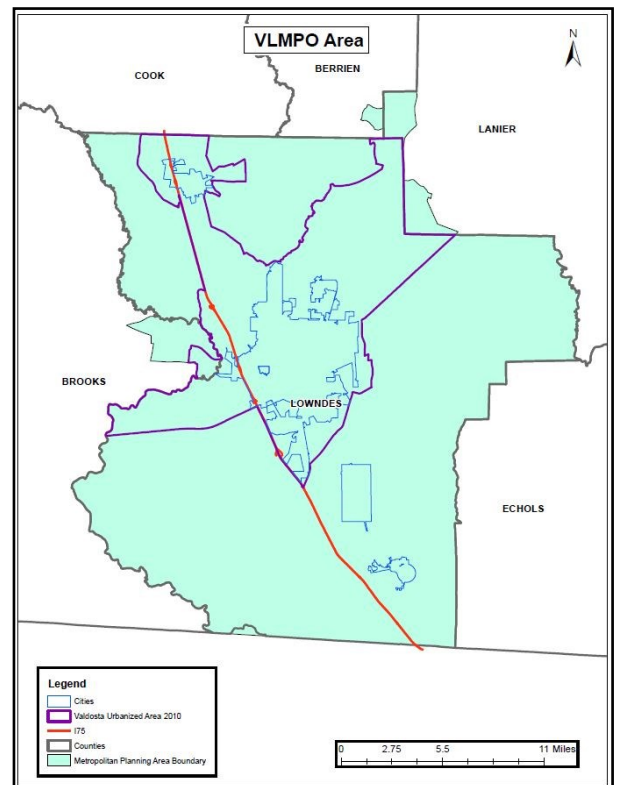 VLMPO Area
N
COOK
BERRIEN
LANIER
BROOKS
LOWNDES
ECHOLS
Legend
Cities
Valdosta Urbanized Area 2010
I75
Counties
Metropolitan Planning Area Boundary
0 2.75 5.5 11 Miles